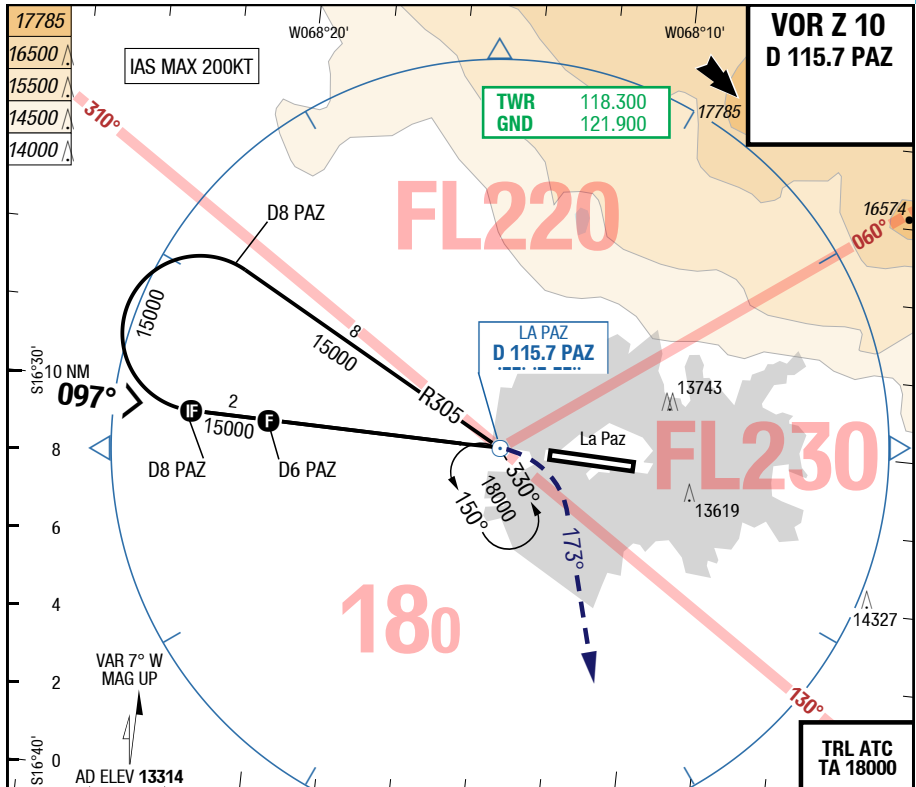 17785
16500
15500
14500
14000
IAS MAX 200KT
W068°20'
W068°10'
VOR Z 10
D 115.7 PAZ
TWR 118.300
GND 121.900
17785
310°
FL220
16574
060°
D8 PAZ
15000
8
15000
R305
LA PAZ
D 115.7 PAZ
S16°30'
10 NM
097°
2
15000
D8 PAZ
IF
F
D6 PAZ
La Paz
13743
FL230
13619
8
6
4
2
0
330°
18000
150°
173°
180
14327
130°
VAR 7° W
MAG UP
S16°40'
AD ELEV 13314
TRL ATC
TA 18000